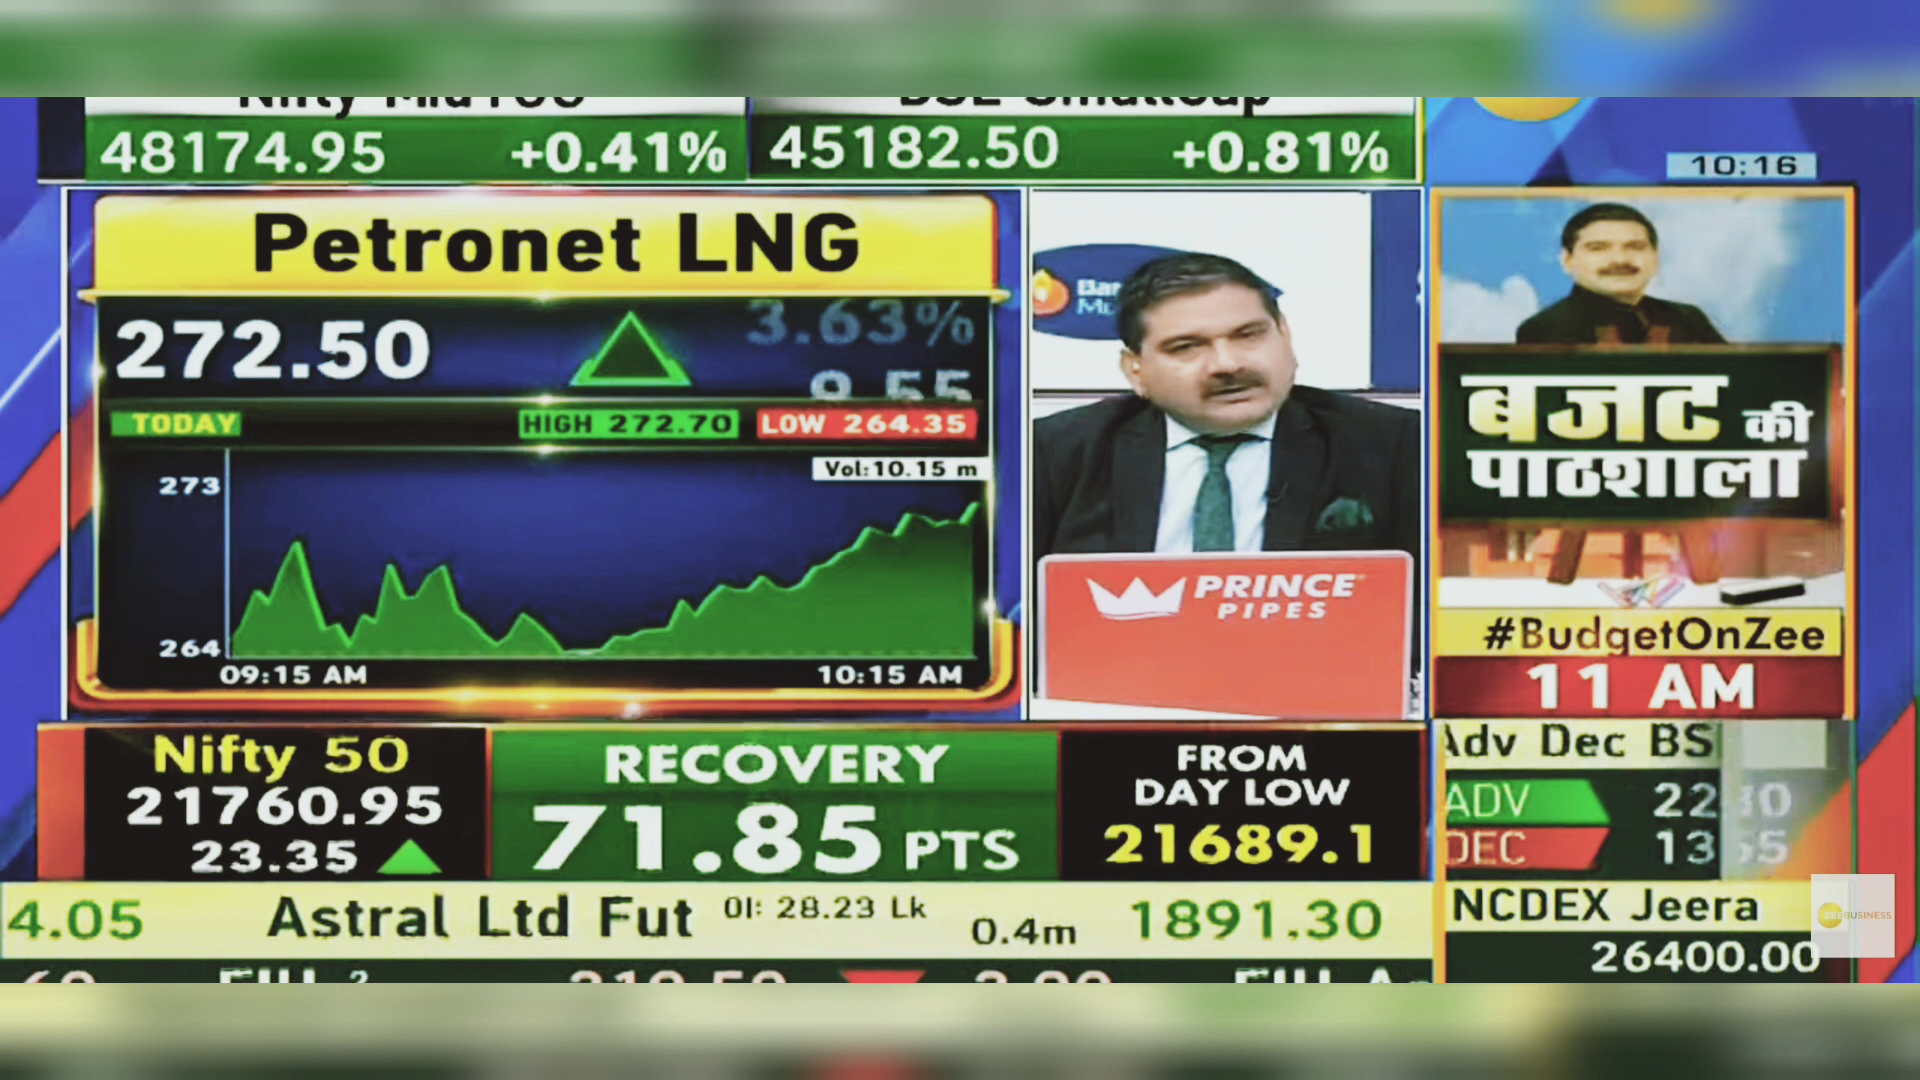 48174.95 +0.41%
45182.50 +0.81%
10:16
Petronet LNG
272.50
3.63%
TODAY HIGH 272.70 LOW 264.35
Vol:10.15 m
273
264
09:15 AM 10:15 AM
PRINCE
PIPES
बजट की
पाठशाला
#BudgetOnZee
11 AM
Nifty 50
21760.95
23.35
RECOVERY
71.85 PTS
FROM
DAY LOW
21689.1
Adv Dec
ADV
DEC
4.05 Astral Ltd Fut OI: 28.23 Lk 0.4m 1891.30
NCDEX Jeera
26400.00
ZEEBUSINESS